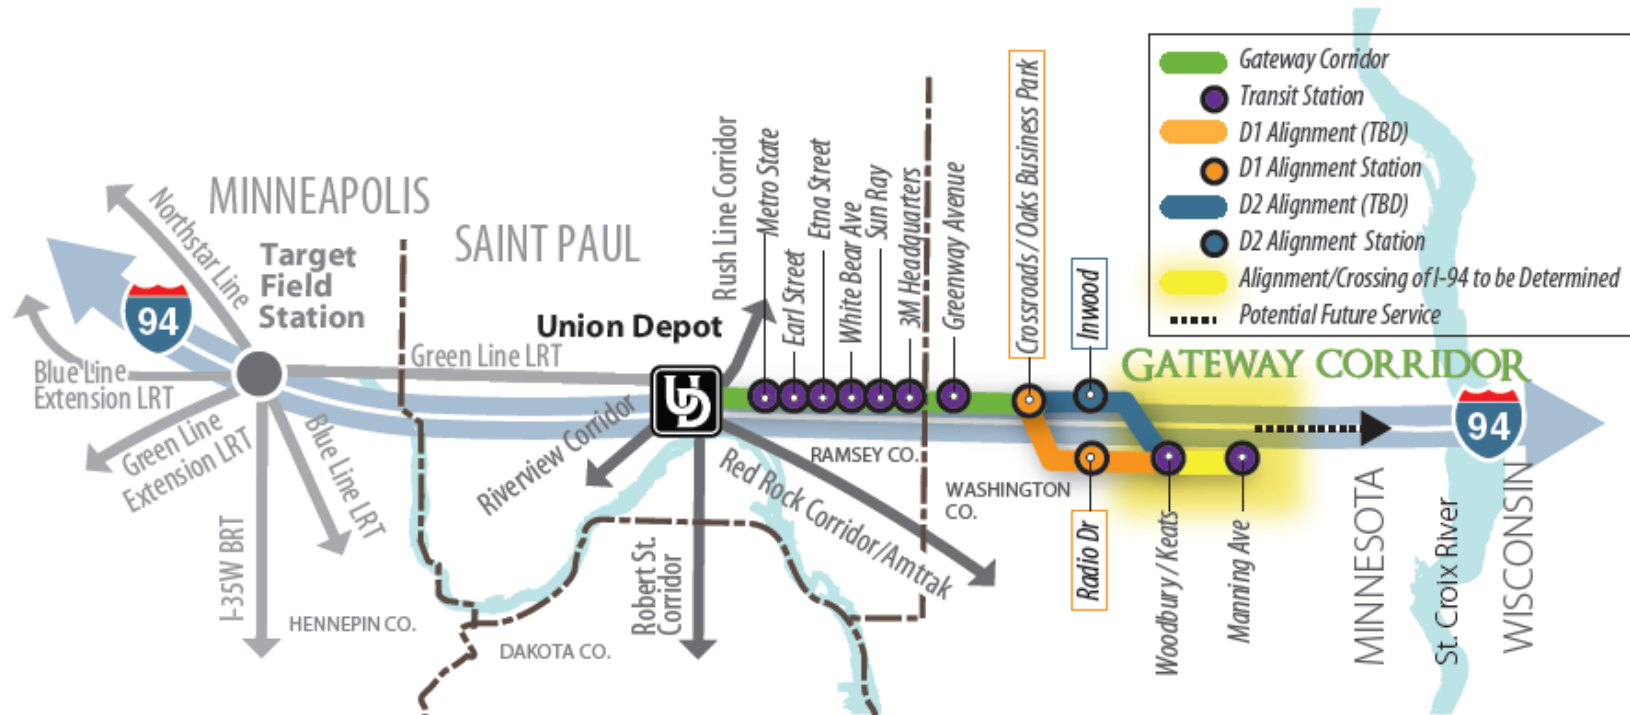 MINNEAPOLIS
SAINT PAUL
Northstar Line
Target
Field
Station
94
Blue Line
Extension LRT
Green Line
Extension LRT
I-35W BRT
Blue Line LRT
HENNEPIN CO.
Green Line LRT
Union Depot
UD
Rush Line Corridor
Riverview Corridor
Robert St.
Corridor
Red Rock Corridor/Amtrak
DAKOTA CO.
RAMSEY CO.
WASHINGTON
CO.
Metro State
Earl Street
Etna Street
White Bear Ave
Sun Ray
3M Headquarters
Greenway Avenue
Crossroads / Oaks Business Park
Inwood
Radio Dr
Woodbury / Keats
Manning Ave
GATEWAY CORRIDOR
94
MINNESOTA
St. Croix River
WISCONSIN
Gateway Corridor
Transit Station
D1 Alignment (TBD)
D1 Alignment Station
D2 Alignment (TBD)
D2 Alignment Station
Alignment/Crossing of I-94 to be Determined
Potential Future Service